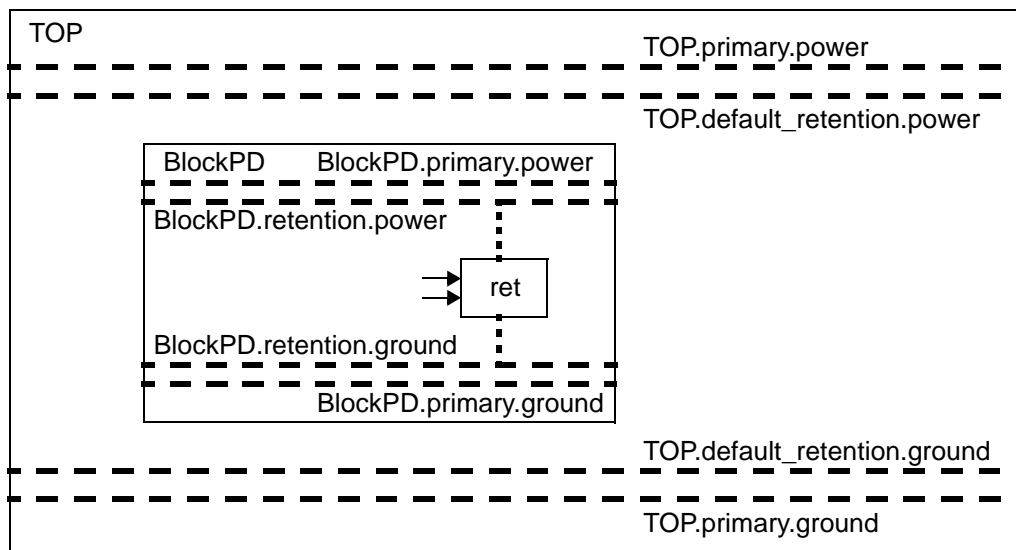 TOP
TOP.primary.power
TOP.default_retention.power
BlockPD BlockPD.primary.power
BlockPD.retention.power
ret
BlockPD.retention.ground
BlockPD.primary.ground
TOP.default_retention.ground
TOP.primary.ground